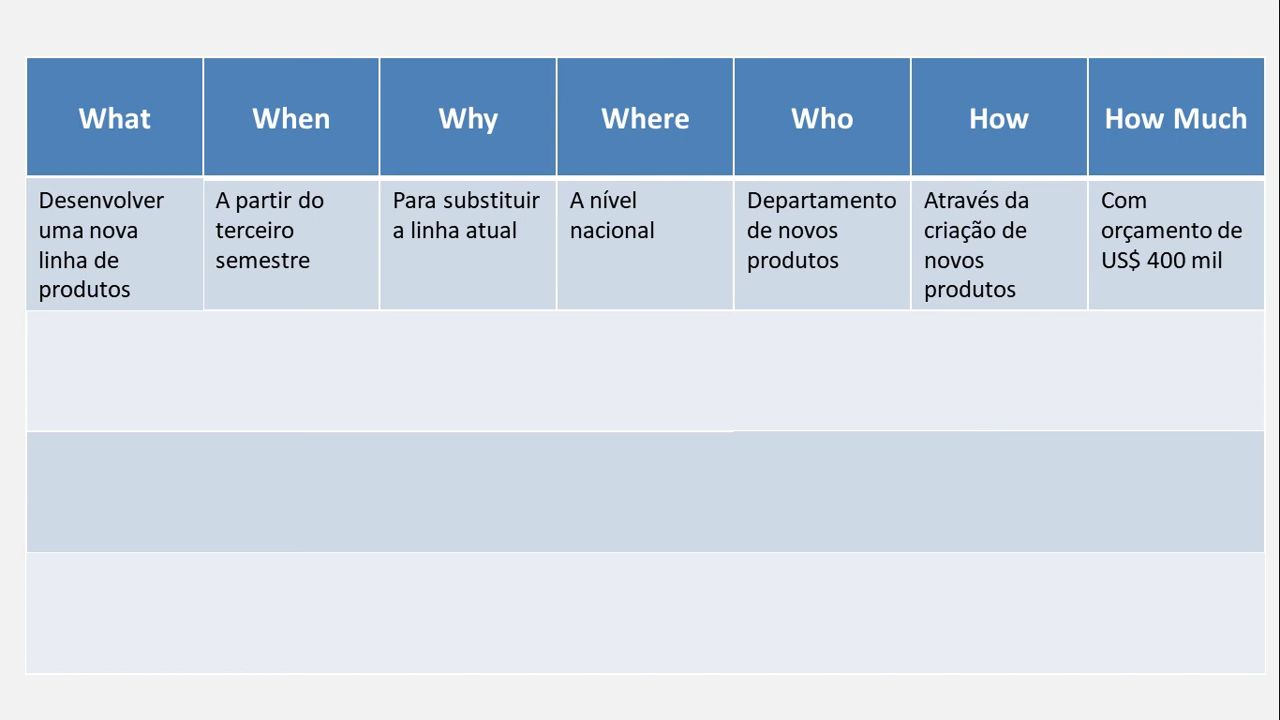 What
When
Why
Where
Who
How
How Much
Desenvolver
uma nova
linha de
produtos
A partir do
terceiro
semestre
Para substituir
a linha atual
A nível
nacional
Departamento
de novos
produtos
Através da
criação de
novos
produtos
Com
orçamento de
US$ 400 mil